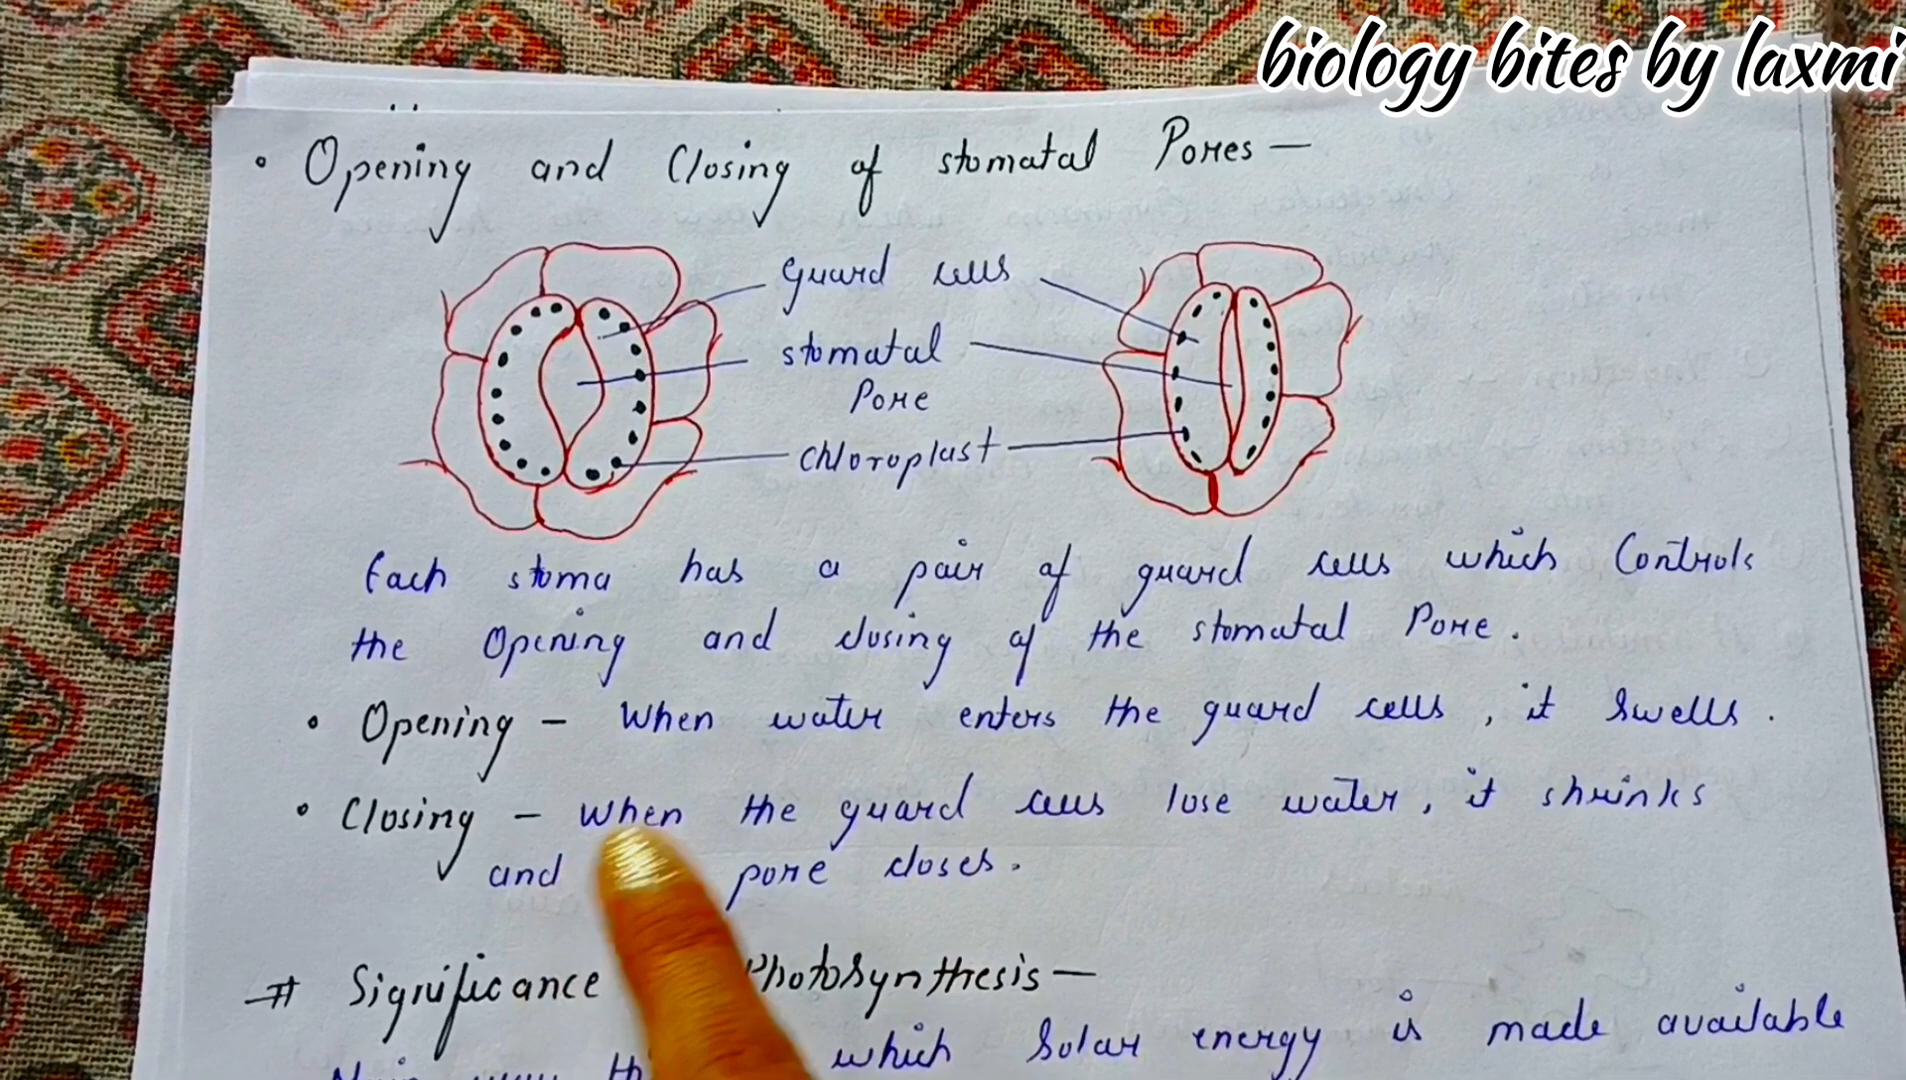 biology bites by laxmi
• Opening and Closing of stomatal Pores —
guard cells
stomatal
Pore
chloroplast
Each stoma has a pair of guard cells which Controls
the Opening and closing of the stomatal Pore.
• Opening – When water enters the guard cells, it swells.
• Closing – When the guard cells lose water, it shrinks
and pore closes.
# Significance Photosynthesis —
which Solar energy is made available